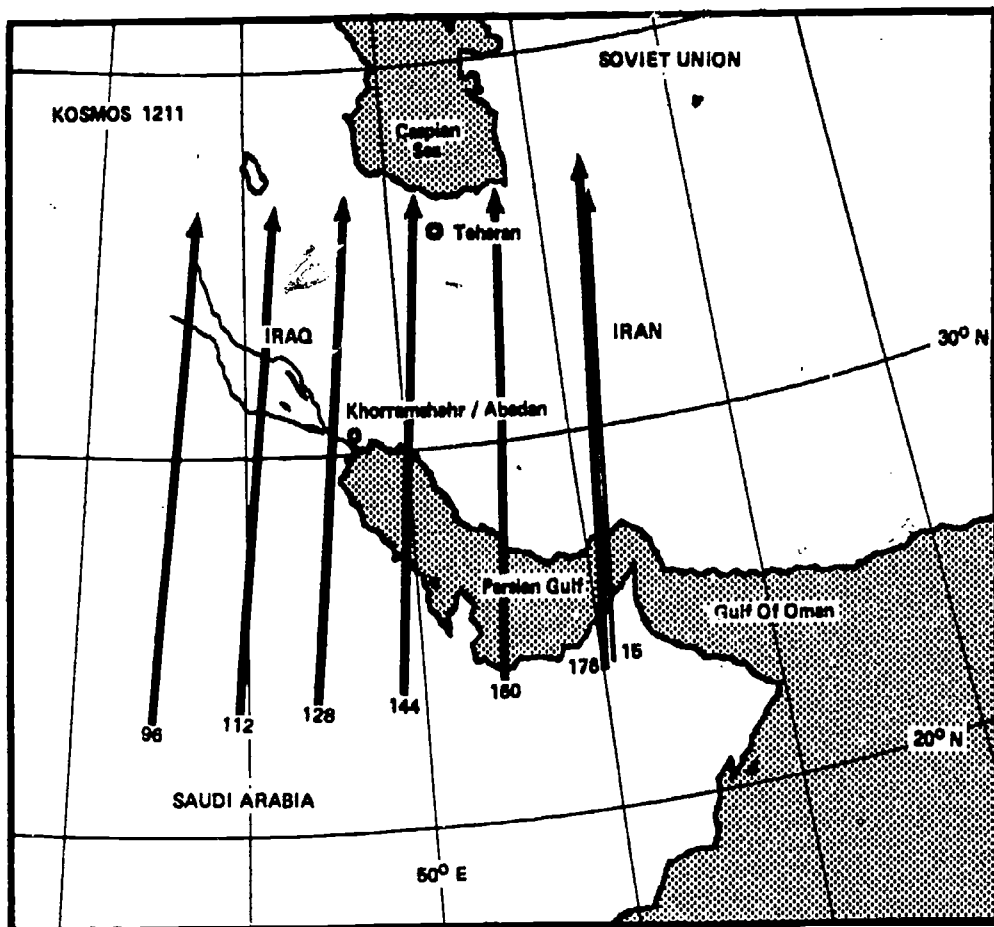 SOVIET UNION
KOSMOS 1211
Caspian
Sea
Teheran
IRAQ
IRAN
30° N
Khorramshahr / Abadan
Persian Gulf
Gulf Of Oman
15
178
160
144
128
112
96
20° N
SAUDI ARABIA
50° E